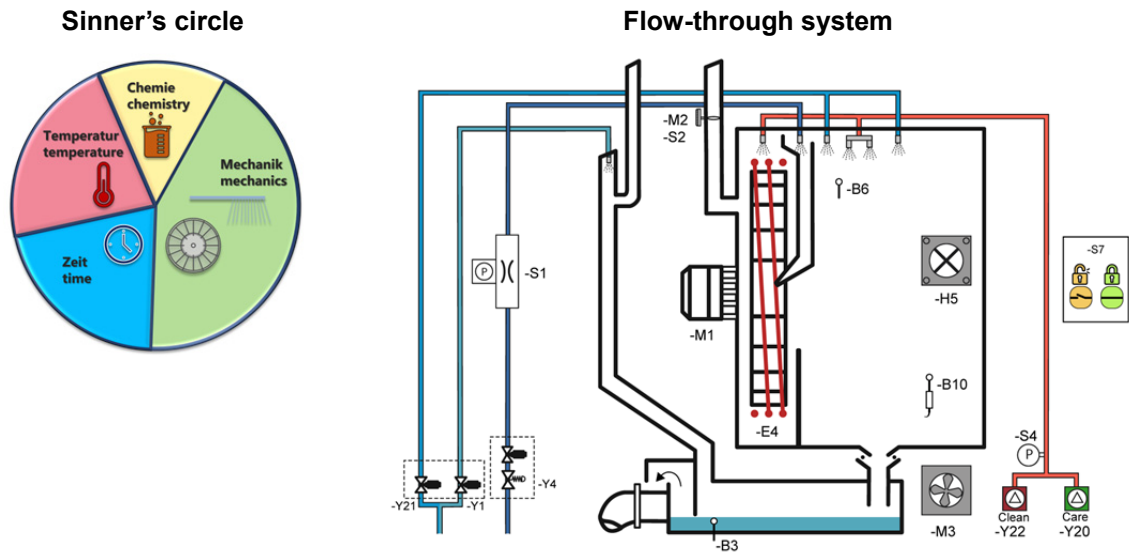 Sinner’s circle
Flow-through system
Chemie
chemistry
Temperatur
temperature
Mechanik
mechanics
Zeit
time
-M2
-S2
-B6
-S7
P
-S1
-H5
-M1
-B10
-E4
-S4
P
-Y4
-Y21
-Y1
Clean
-Y22
Care
-Y20
-M3
-B3